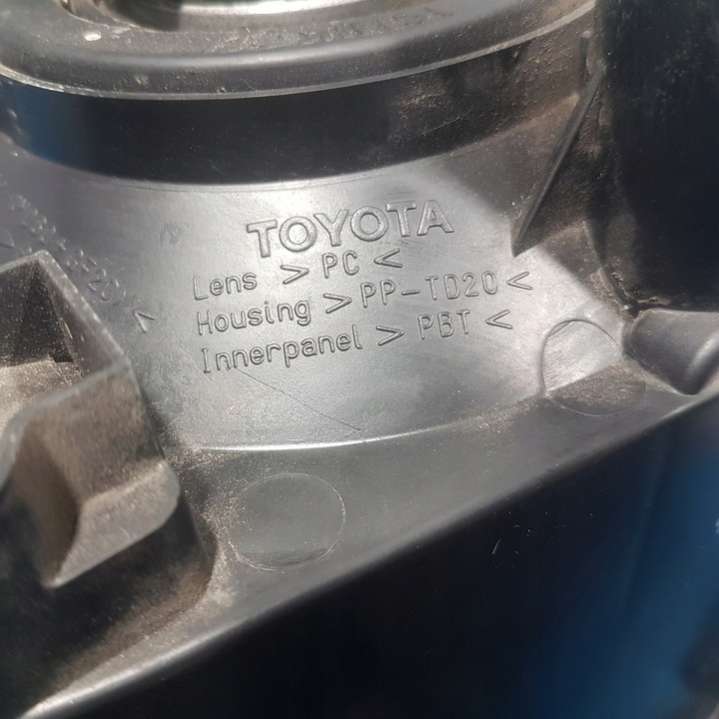 TOYOTA
Lens >PC<
Housing >PP-TD20<
Innerpanel >PBT<